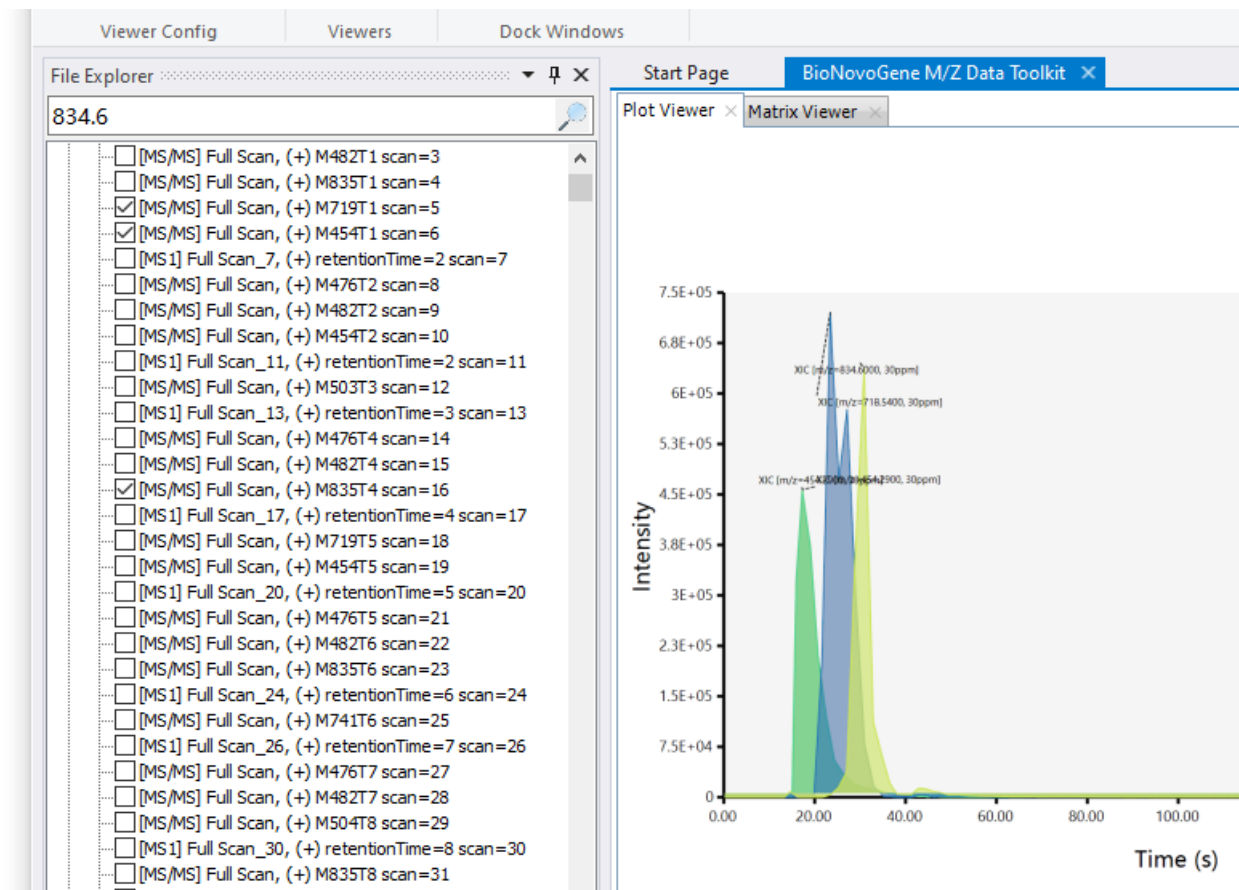 Viewer Config Viewers Dock Windows
File Explorer
834.6
[MS/MS] Full Scan, (+) M482T1 scan=3
[MS/MS] Full Scan, (+) M835T1 scan=4
[MS/MS] Full Scan, (+) M719T1 scan=5
[MS/MS] Full Scan, (+) M454T1 scan=6
[MS1] Full Scan_7, (+) retentionTime=2 scan=7
[MS/MS] Full Scan, (+) M476T2 scan=8
[MS/MS] Full Scan, (+) M482T2 scan=9
[MS/MS] Full Scan, (+) M454T2 scan=10
[MS1] Full Scan_11, (+) retentionTime=2 scan=11
[MS/MS] Full Scan, (+) M503T3 scan=12
[MS1] Full Scan_13, (+) retentionTime=3 scan=13
[MS/MS] Full Scan, (+) M476T4 scan=14
[MS/MS] Full Scan, (+) M482T4 scan=15
[MS/MS] Full Scan, (+) M835T4 scan=16
[MS1] Full Scan_17, (+) retentionTime=4 scan=17
[MS/MS] Full Scan, (+) M719T5 scan=18
[MS/MS] Full Scan, (+) M454T5 scan=19
[MS1] Full Scan_20, (+) retentionTime=5 scan=20
[MS/MS] Full Scan, (+) M476T5 scan=21
[MS/MS] Full Scan, (+) M482T6 scan=22
[MS/MS] Full Scan, (+) M835T6 scan=23
[MS1] Full Scan_24, (+) retentionTime=6 scan=24
[MS/MS] Full Scan, (+) M741T6 scan=25
[MS1] Full Scan_26, (+) retentionTime=7 scan=26
[MS/MS] Full Scan, (+) M476T7 scan=27
[MS/MS] Full Scan, (+) M482T7 scan=28
[MS/MS] Full Scan, (+) M504T8 scan=29
[MS1] Full Scan_30, (+) retentionTime=8 scan=30
[MS/MS] Full Scan, (+) M835T8 scan=31
Start Page BioNovoGene M/Z Data Toolkit
Plot Viewer Matrix Viewer
7.5E+05
6.8E+05
6E+05
5.3E+05
4.5E+05
3.8E+05
3E+05
2.3E+05
1.5E+05
7.5E+04
0
Intensity
XIC [m/z=834.6000, 30ppm]
XIC [m/z=718.5400, 30ppm]
0.00 20.00 40.00 60.00 80.00 100.00
Time (s)